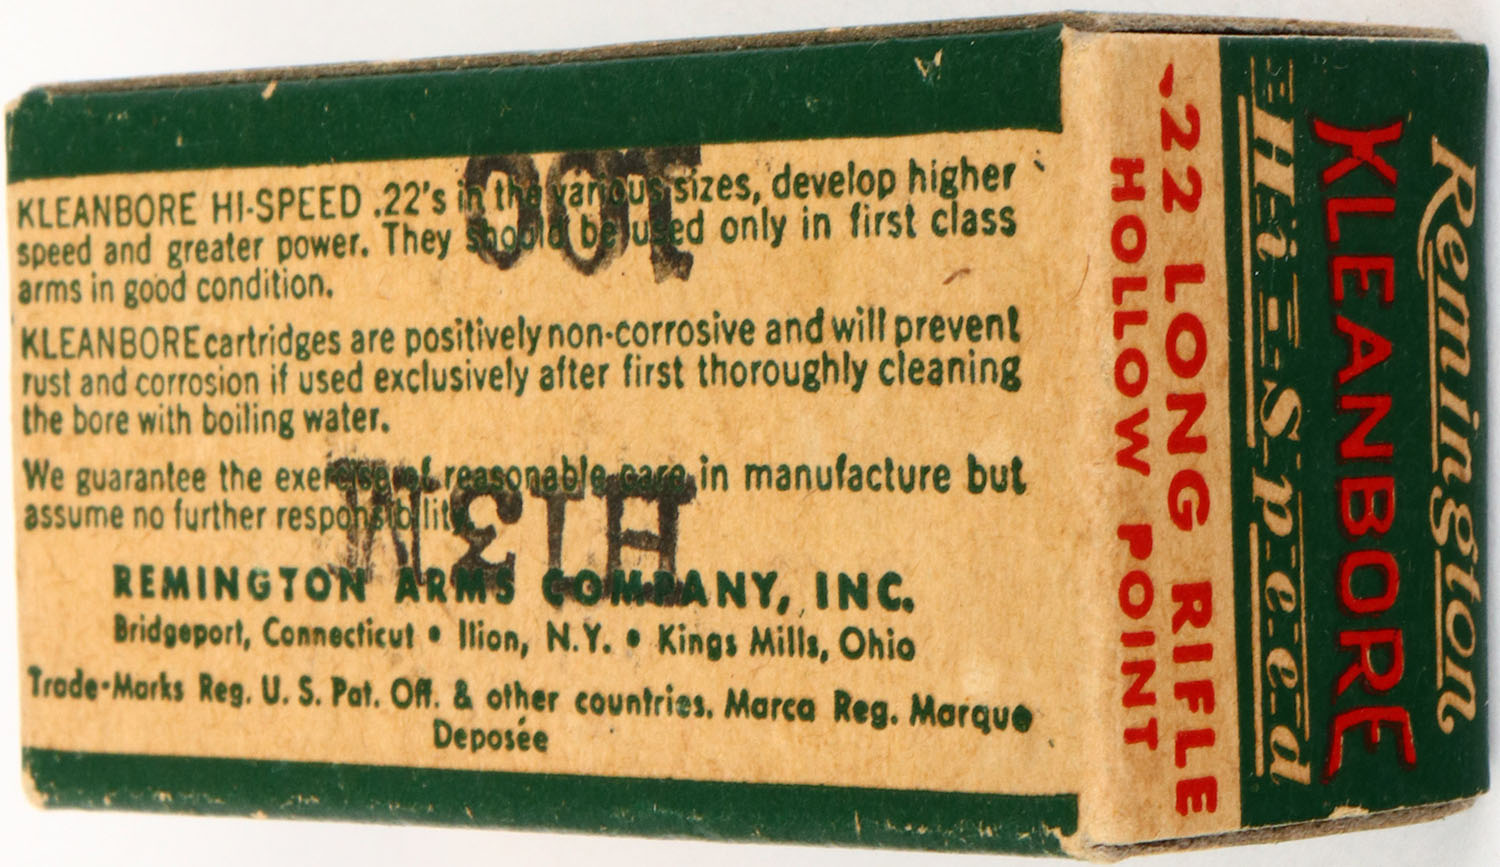 KLEANBORE HI-SPEED .22's in the various sizes, develop higher
speed and greater power. They should be used only in first class
arms in good condition.
KLEANBORE cartridges are positively non-corrosive and will prevent
rust and corrosion if used exclusively after first thoroughly cleaning
the bore with boiling water.
We guarantee the exercise of reasonable care in manufacture but
assume no further responsibility.
REMINGTON ARMS COMPANY, INC.
Bridgeport, Connecticut • Ilion, N.Y. • Kings Mills, Ohio
Trade-Marks Reg. U. S. Pat. Off. & other countries. Marca Reg. Marque
Deposée
Remington
KLEANBORE
Hi-Speed
.22 LONG RIFLE
HOLLOW POINT